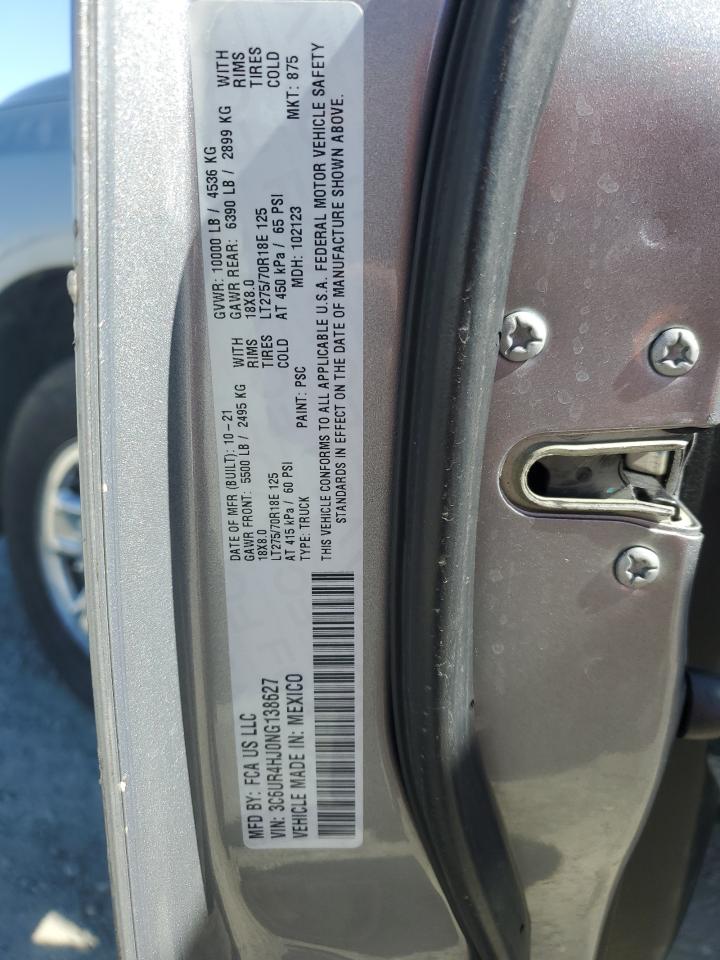 MFD BY: FCA US LLC
VIN: 3C6UR4HJ0NG138627
VEHICLE MADE IN: MEXICO
DATE OF MFR (BUILT): 10-21 GVWR: 10000 LB / 4536 KG
GAWR FRONT: 5500 LB / 2495 KG WITH GAWR REAR: 6390 LB / 2899 KG WITH
18X8.0 RIMS 18X8.0 RIMS
LT275/70R18E 125 TIRES LT275/70R18E 125 TIRES
AT 415 kPa / 60 PSI COLD AT 450 kPa / 65 PSI COLD
TYPE: TRUCK PAINT: PSC MDH: 102123 MKT: 875
THIS VEHICLE CONFORMS TO ALL APPLICABLE U.S.A. FEDERAL MOTOR VEHICLE SAFETY
STANDARDS IN EFFECT ON THE DATE OF MANUFACTURE SHOWN ABOVE.